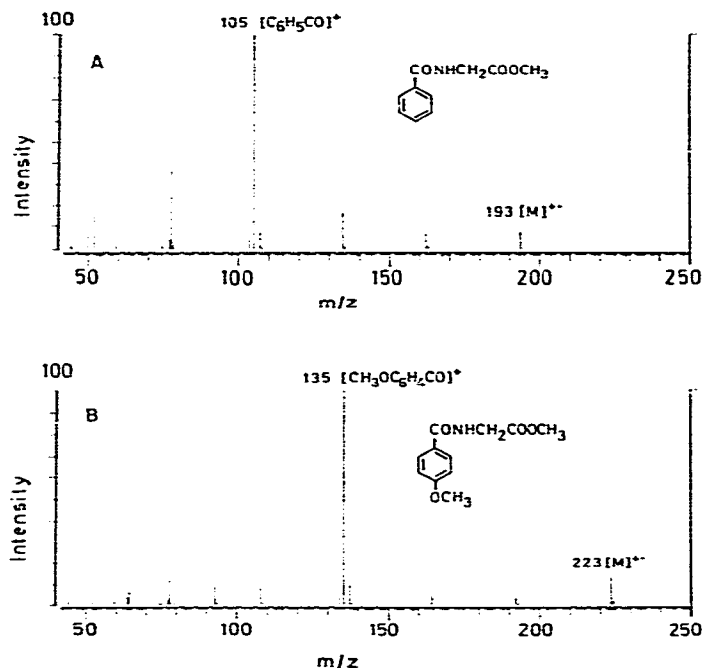 100
105 [C₆H₅CO]⁺
A
CONHCH₂COOCH₃
Intensity
193 [M]⁺·
50 100 150 200 250
m/z
100
135 [CH₃OC₆H₄CO]⁺
B
CONHCH₂COOCH₃
OCH₃
Intensity
223 [M]⁺·
50 100 150 200 250
m/z